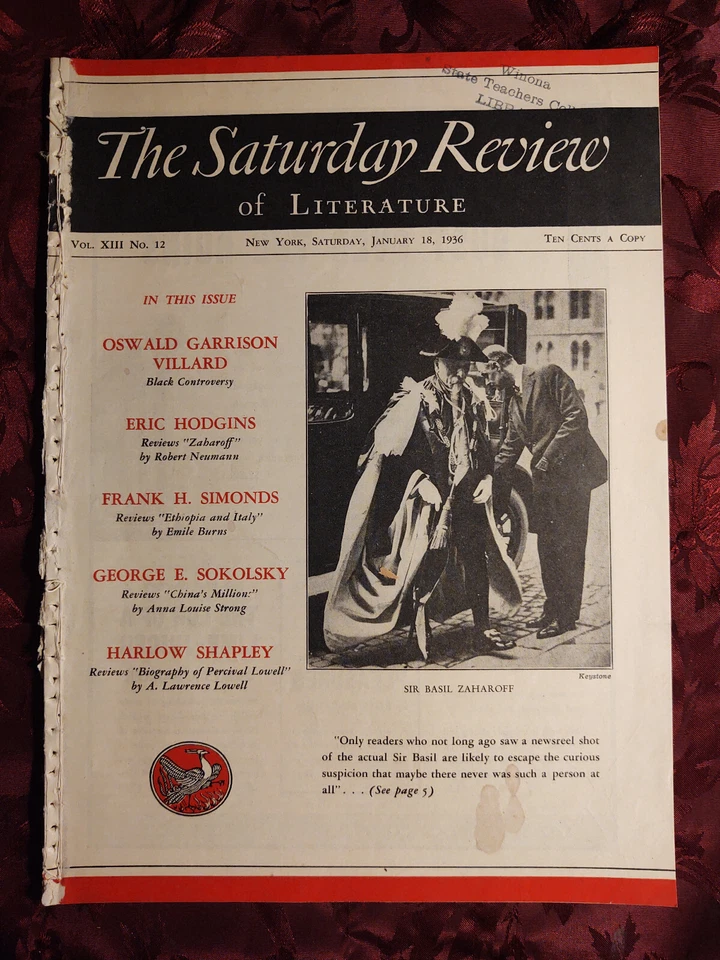 Winona
State Teachers
The Saturday Review
of LITERATURE
VOL. XIII NO. 12
NEW YORK, SATURDAY, JANUARY 18, 1936
TEN CENTS A COPY
IN THIS ISSUE
OSWALD GARRISON
VILLARD
Black Controversy
ERIC HODGINS
Reviews "Zaharoff"
by Robert Neumann
FRANK H. SIMONDS
Reviews "Ethiopia and Italy"
by Emile Burns
GEORGE E. SOKOLSKY
Reviews "China's Million:"
by Anna Louise Strong
HARLOW SHAPLEY
Reviews "Biography of Percival Lowell"
by A. Lawrence Lowell
Keystone
SIR BASIL ZAHAROFF
"Only readers who not long ago saw a newsreel shot
of the actual Sir Basil are likely to escape the curious
suspicion that maybe there never was such a person at
all" . . . (See page 5)